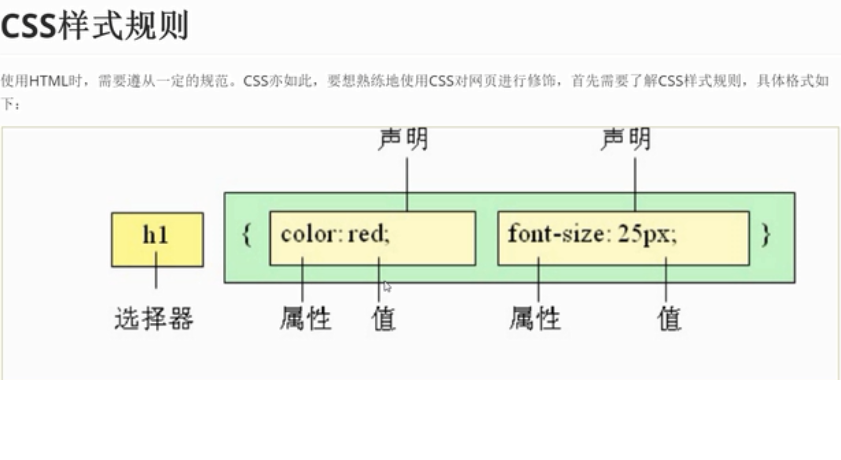 CSS样式规则
使用HTML时，需要遵从一定的规范。CSS亦如此，要想熟练地使用CSS对网页进行修饰，首先需要了解CSS样式规则，具体格式如
下：
声明 声明
h1 { color: red; font-size: 25px; }
选择器 属性 值 属性 值